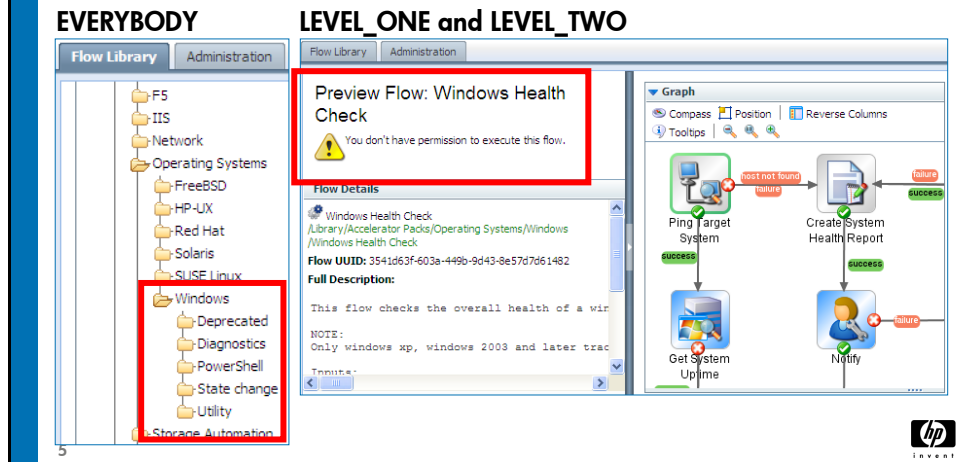 EVERYBODY
LEVEL_ONE and LEVEL_TWO
Flow Library
Administration
F5
IIS
Network
Operating Systems
FreeBSD
HP-UX
Red Hat
Solaris
SUSE Linux
Windows
Deprecated
Diagnostics
PowerShell
State change
Utility
Storage Automation
Flow Library
Administration
Preview Flow: Windows Health
Check
You don't have permission to execute this flow.
Flow Details
Windows Health Check
/Library/Accelerator Packs/Operating Systems/Windows
/Windows Health Check
Flow UUID: 3541d63f-603a-449b-9d43-8e57d7d61482
Full Description:
This flow checks the overall health of a win
NOTE:
Only windows xp, windows 2003 and later trac
Inputs:
Graph
Compass
Position
Reverse Columns
Tooltips
host not found
failure
failure
success
Ping Target
System
Create System
Health Report
success
success
failure
Get System
Uptime
Notify
5
hp
invent